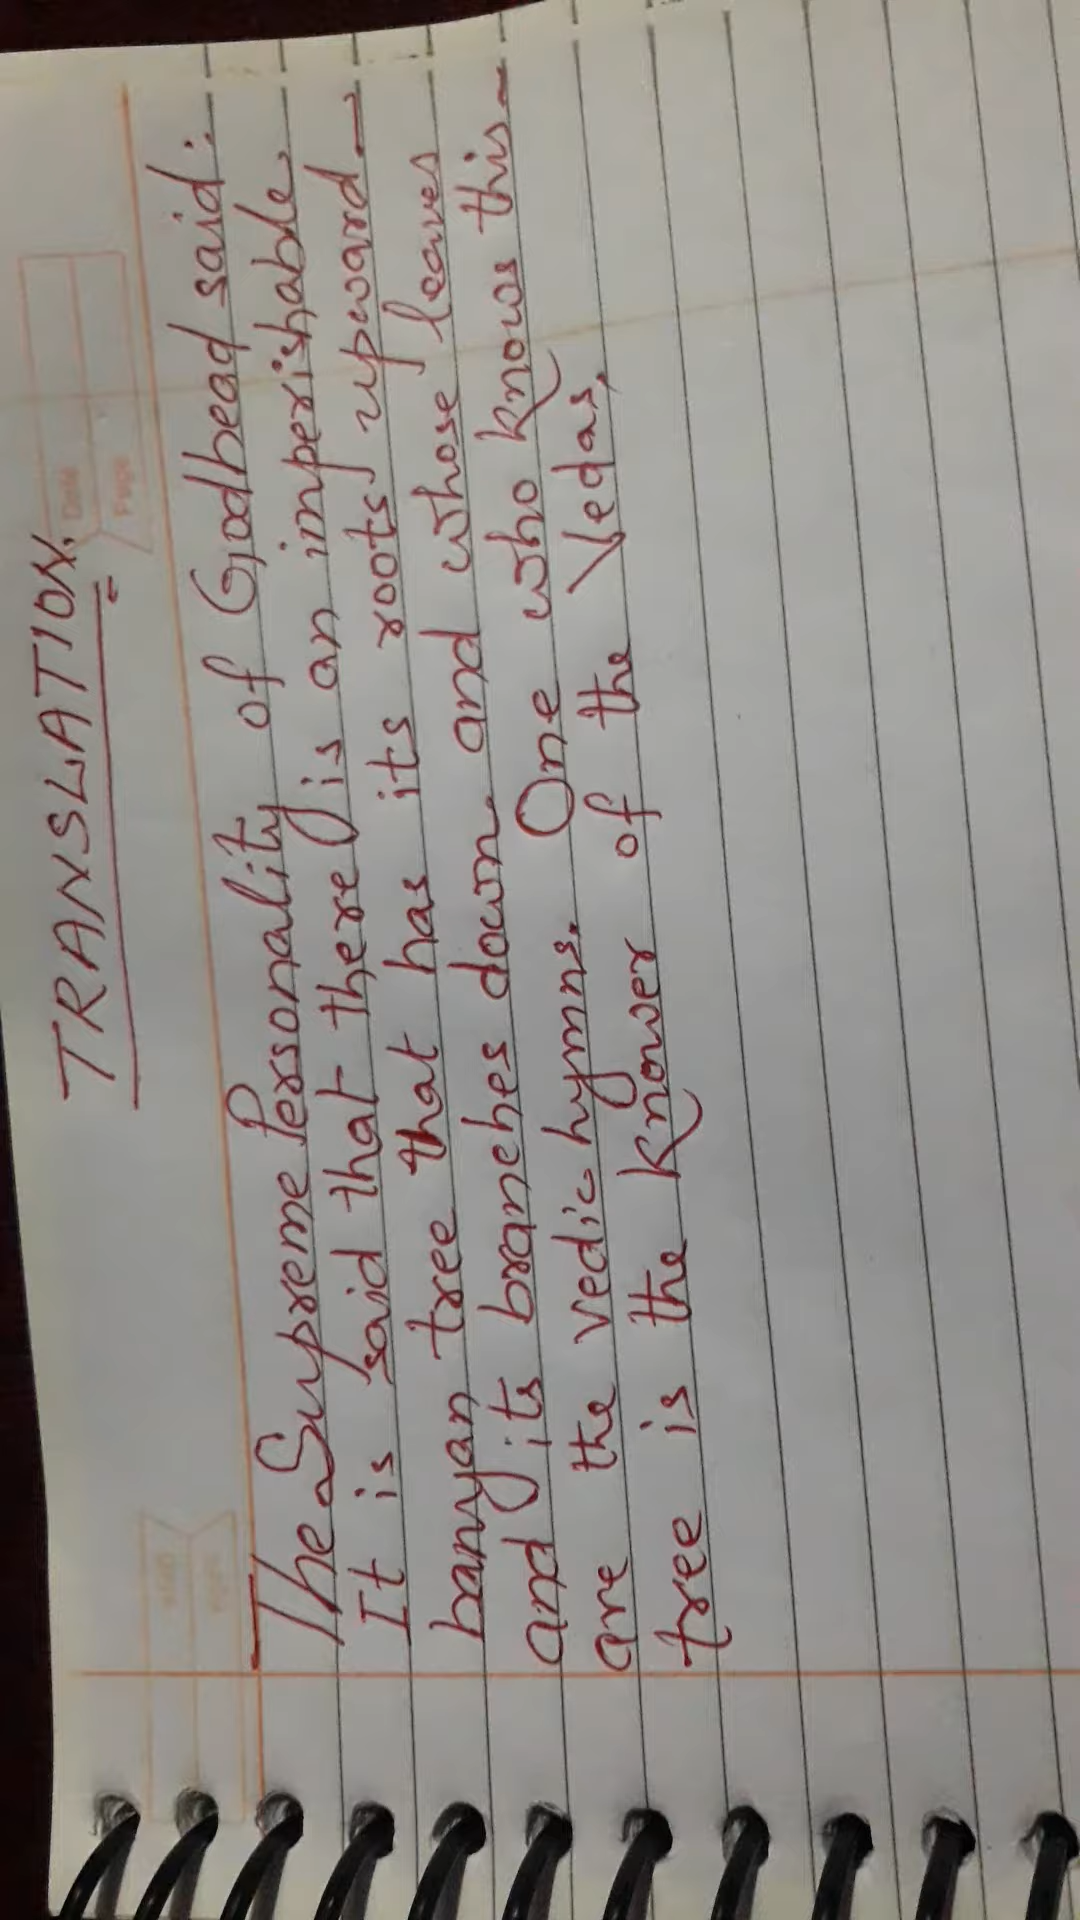 TRANSLATION.
Date
Page
The Supreme Personality of Godhead said:
It is said that there is an imperishable
banyan tree that has its roots upward
and its branches down and whose leaves
are the vedic hymns. One who knows this
tree is the knower of the Vedas.